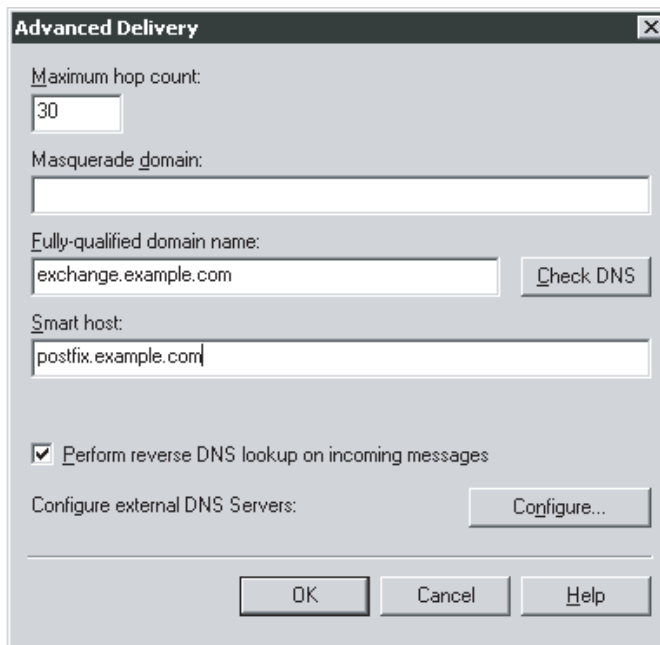 Advanced Delivery
Maximum hop count:
30
Masquerade domain:
Fully-qualified domain name:
exchange.example.com
Check DNS
Smart host:
postfix.example.com
Perform reverse DNS lookup on incoming messages
Configure external DNS Servers:
Configure...
OK
Cancel
Help